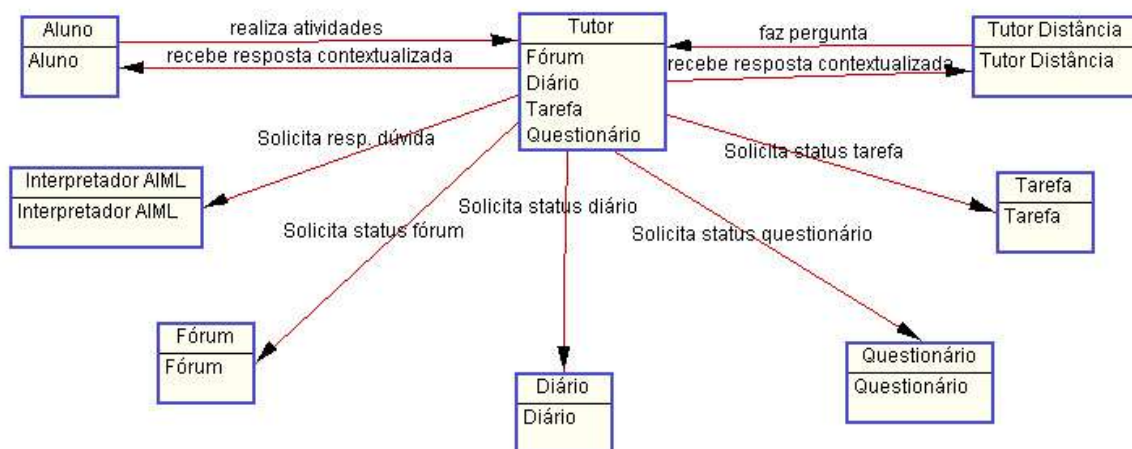 Aluno
Aluno
realiza atividades
recebe resposta contextualizada
Tutor
Fórum
Diário
Tarefa
Questionário
faz pergunta
recebe resposta contextualizada
Tutor Distância
Tutor Distância
Solicita resp. dúvida
Solicita status tarefa
Interpretador AIML
Interpretador AIML
Tarefa
Tarefa
Solicita status diário
Solicita status fórum
Solicita status questionário
Fórum
Fórum
Diário
Diário
Questionário
Questionário